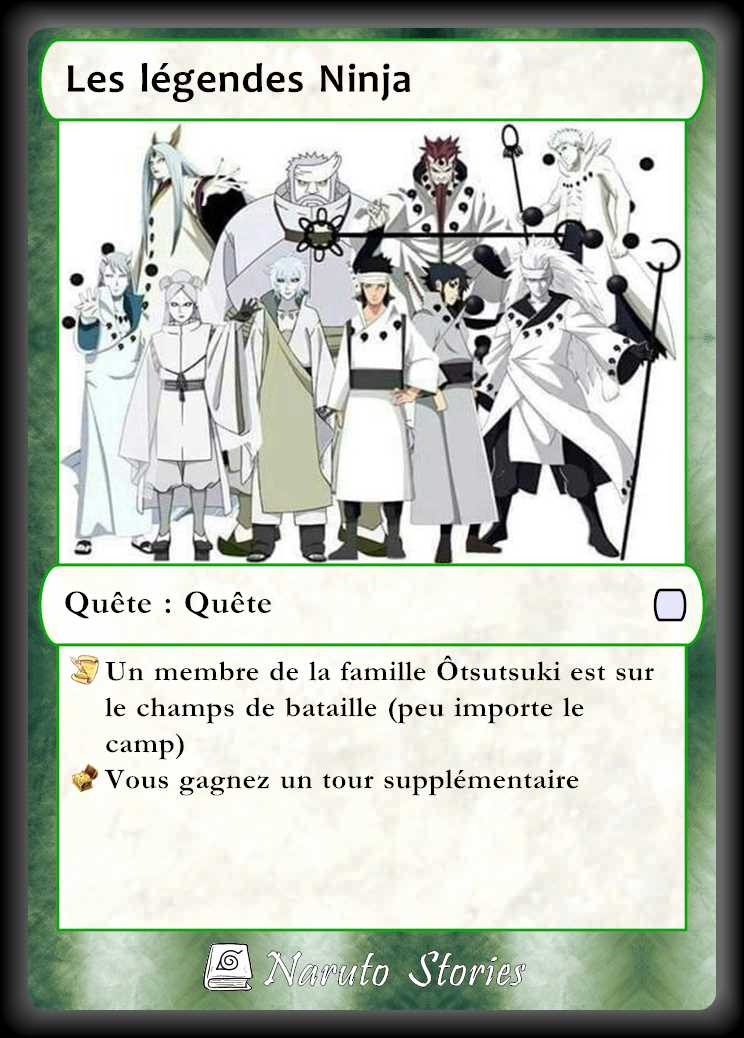 Les légendes Ninja
Quête : Quête
Un membre de la famille Ôtsutsuki est sur
le champs de bataille (peu importe le
camp)
Vous gagnez un tour supplémentaire
Naruto Stories